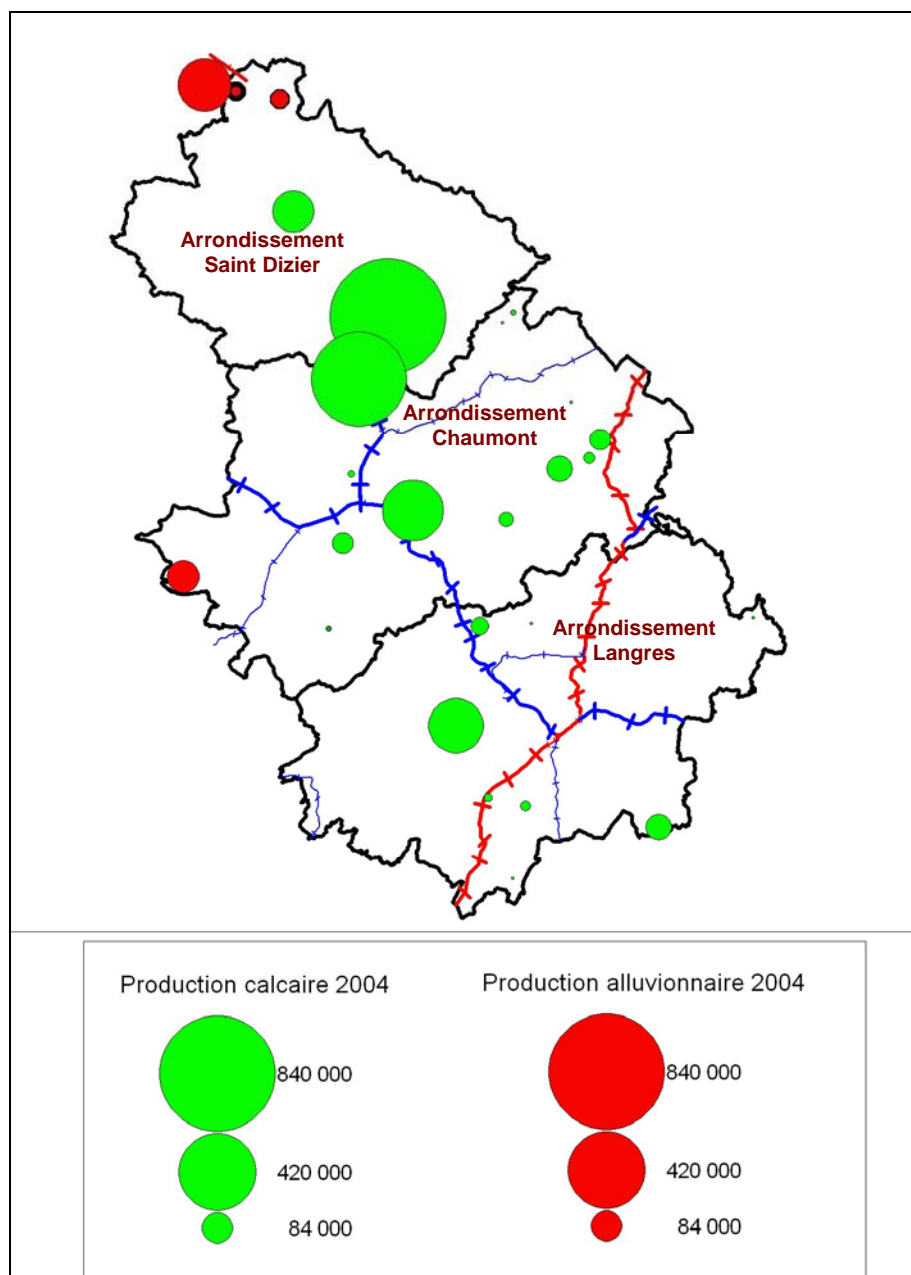 Arrondissement
Saint Dizier
Arrondissement
Chaumont
Arrondissement
Langres
Production calcaire 2004
840 000
420 000
84 000
Production alluvionnaire 2004
840 000
420 000
84 000